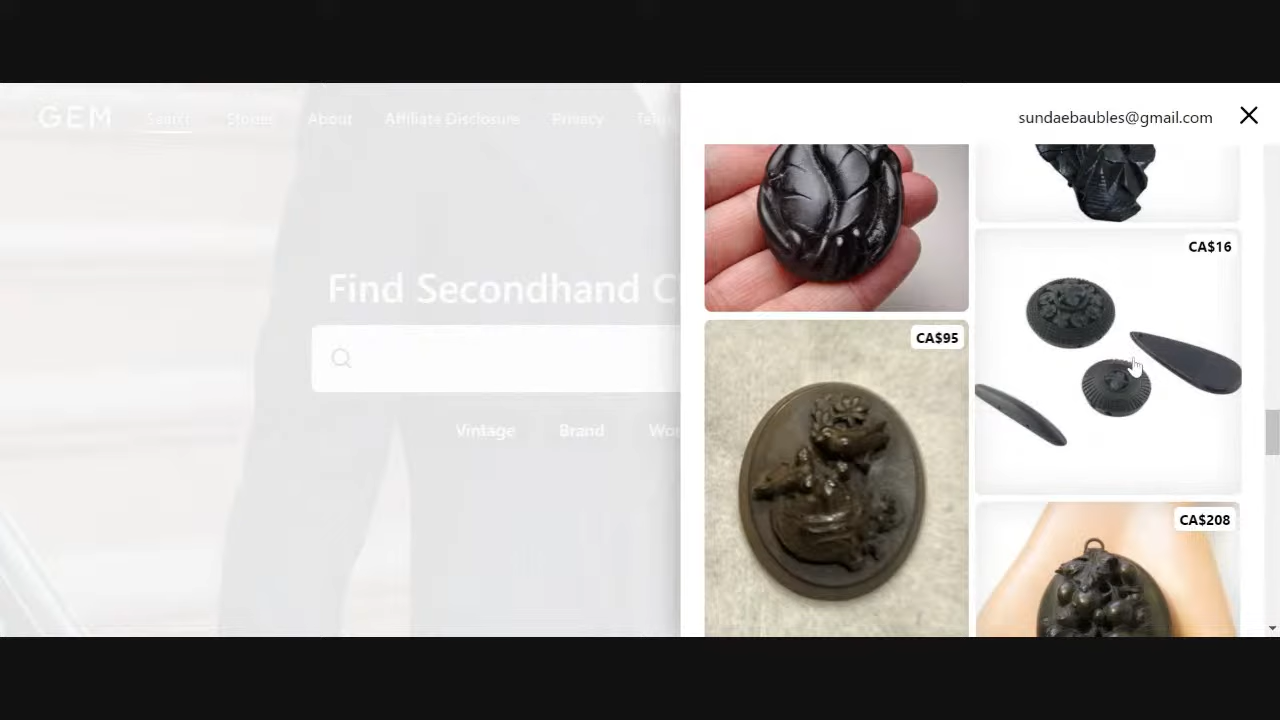 GEM
Search
Stories
About
Affiliate Disclosure
Privacy
sundaebaubles@gmail.com
Find Secondhand C
Vintage
Brand
CA$16
CA$95
CA$208